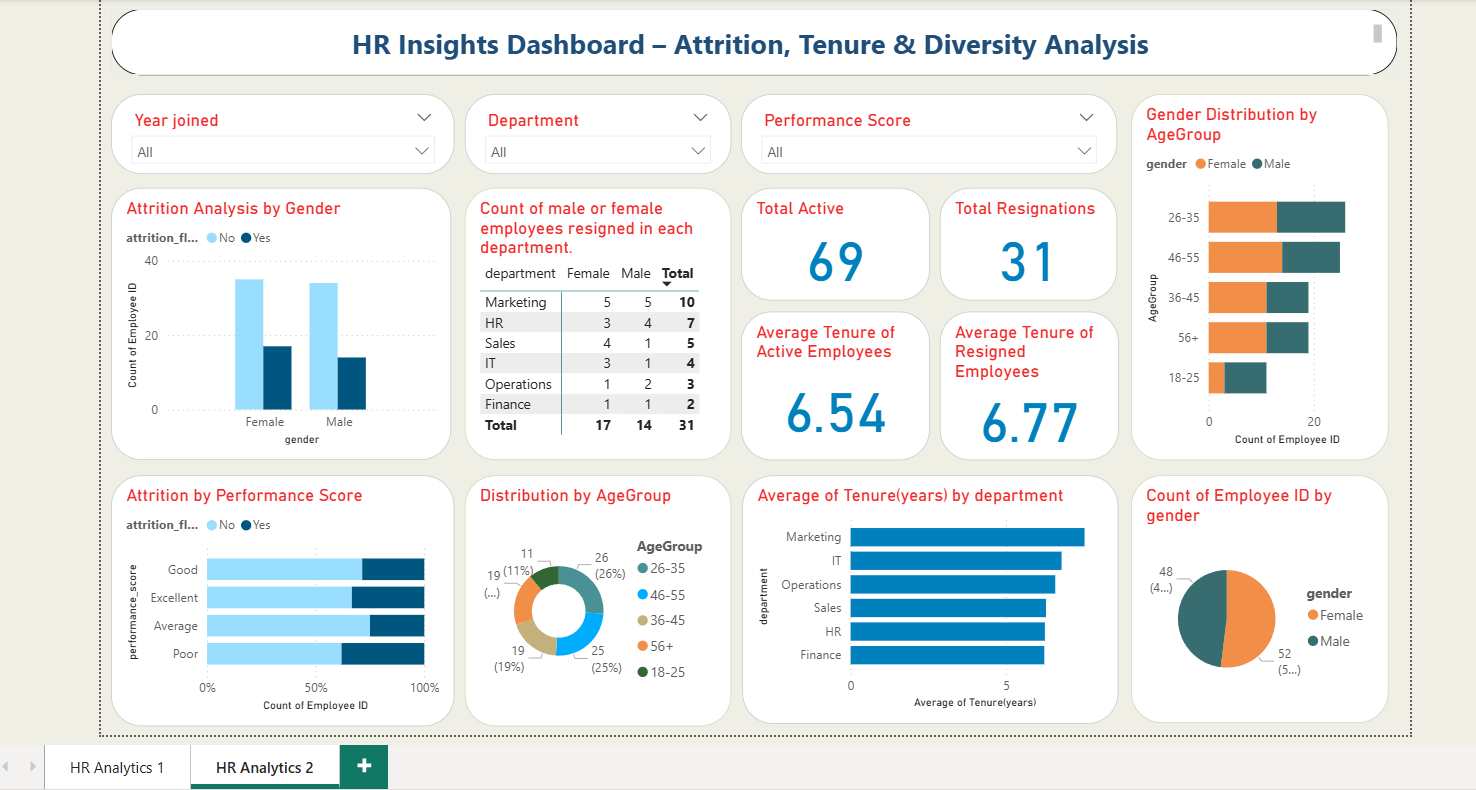 HR Insights Dashboard – Attrition, Tenure & Diversity Analysis
Year joined
All
Department
All
Performance Score
All
Gender Distribution by
AgeGroup
gender Female Male
26-35
46-55
36-45
56+
18-25
AgeGroup
0 20
Count of Employee ID
Attrition Analysis by Gender
attrition_fl... No Yes
40
20
0
Count of Employee ID
Female Male
gender
Count of male or female
employees resigned in each
department.
department Female Male Total
Marketing 5 5 10
HR 3 4 7
Sales 4 1 5
IT 3 1 4
Operations 1 2 3
Finance 1 1 2
Total 17 14 31
Total Active
69
Total Resignations
31
Average Tenure of
Active Employees
6.54
Average Tenure of
Resigned
Employees
6.77
Attrition by Performance Score
attrition_fl... No Yes
performance_score
Good
Excellent
Average
Poor
0% 50% 100%
Count of Employee ID
Distribution by AgeGroup
11
(11%)
26
(26%)
19
(...)
19
(19%)
25
(25%)
AgeGroup
26-35
46-55
36-45
56+
18-25
Average of Tenure(years) by department
department
Marketing
IT
Operations
Sales
HR
Finance
0 5
Average of Tenure(years)
Count of Employee ID by
gender
48
(4...)
52
(5...)
gender
Female
Male
HR Analytics 1
HR Analytics 2